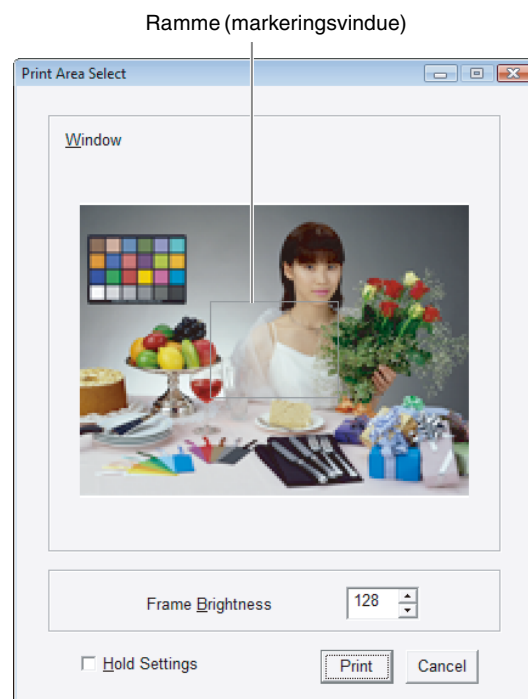 Ramme (markeringsvindue)
Print Area Select
Window
Frame Brightness 128
Hold Settings Print Cancel